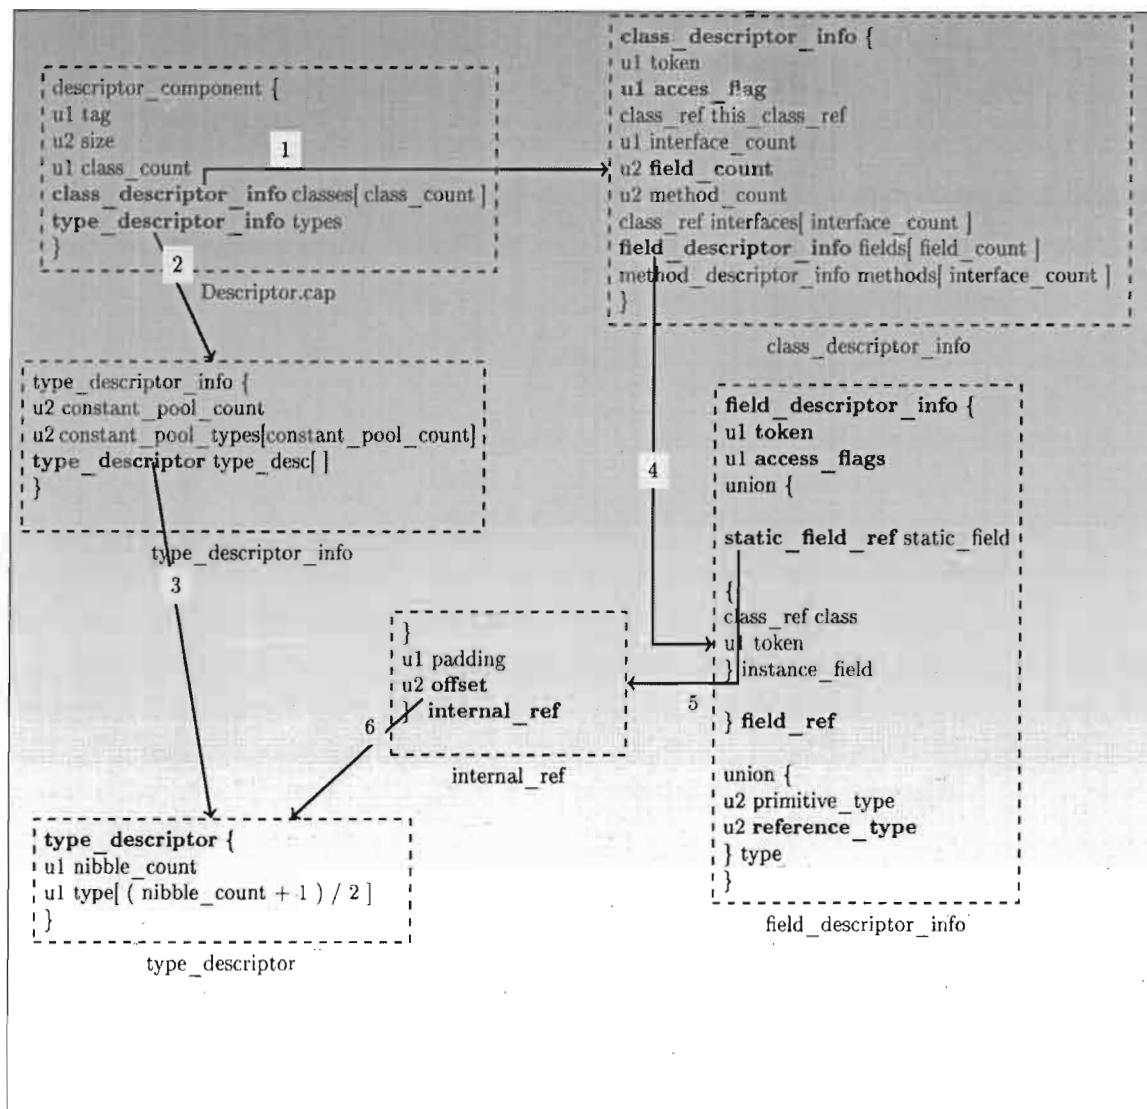 descriptor_component {
u1 tag
u2 size
u1 class_count
class_descriptor_info classes[ class_count ]
type_descriptor_info types
}
Descriptor.cap
1
class_descriptor_info {
u1 token
u1 acces_flag
class_ref this_class_ref
u1 interface_count
u2 field_count
u2 method_count
class_ref interfaces[ interface_count ]
field_descriptor_info fields[ field_count ]
method_descriptor_info methods[ interface_count ]
}
class_descriptor_info
2
type_descriptor_info {
u2 constant_pool_count
u2 constant_pool_types[constant_pool_count]
type_descriptor type_desc[ ]
}
type_descriptor_info
3
4
field_descriptor_info {
u1 token
u1 access_flags
union {
static_field_ref static_field
{
class_ref class
u1 token
} instance_field
} field_ref
union {
u2 primitive_type
u2 reference_type
} type
}
field_descriptor_info
5
}
u1 padding
u2 offset
} internal_ref
internal_ref
6
type_descriptor {
u1 nibble_count
u1 type[ ( nibble_count + 1 ) / 2 ]
}
type_descriptor